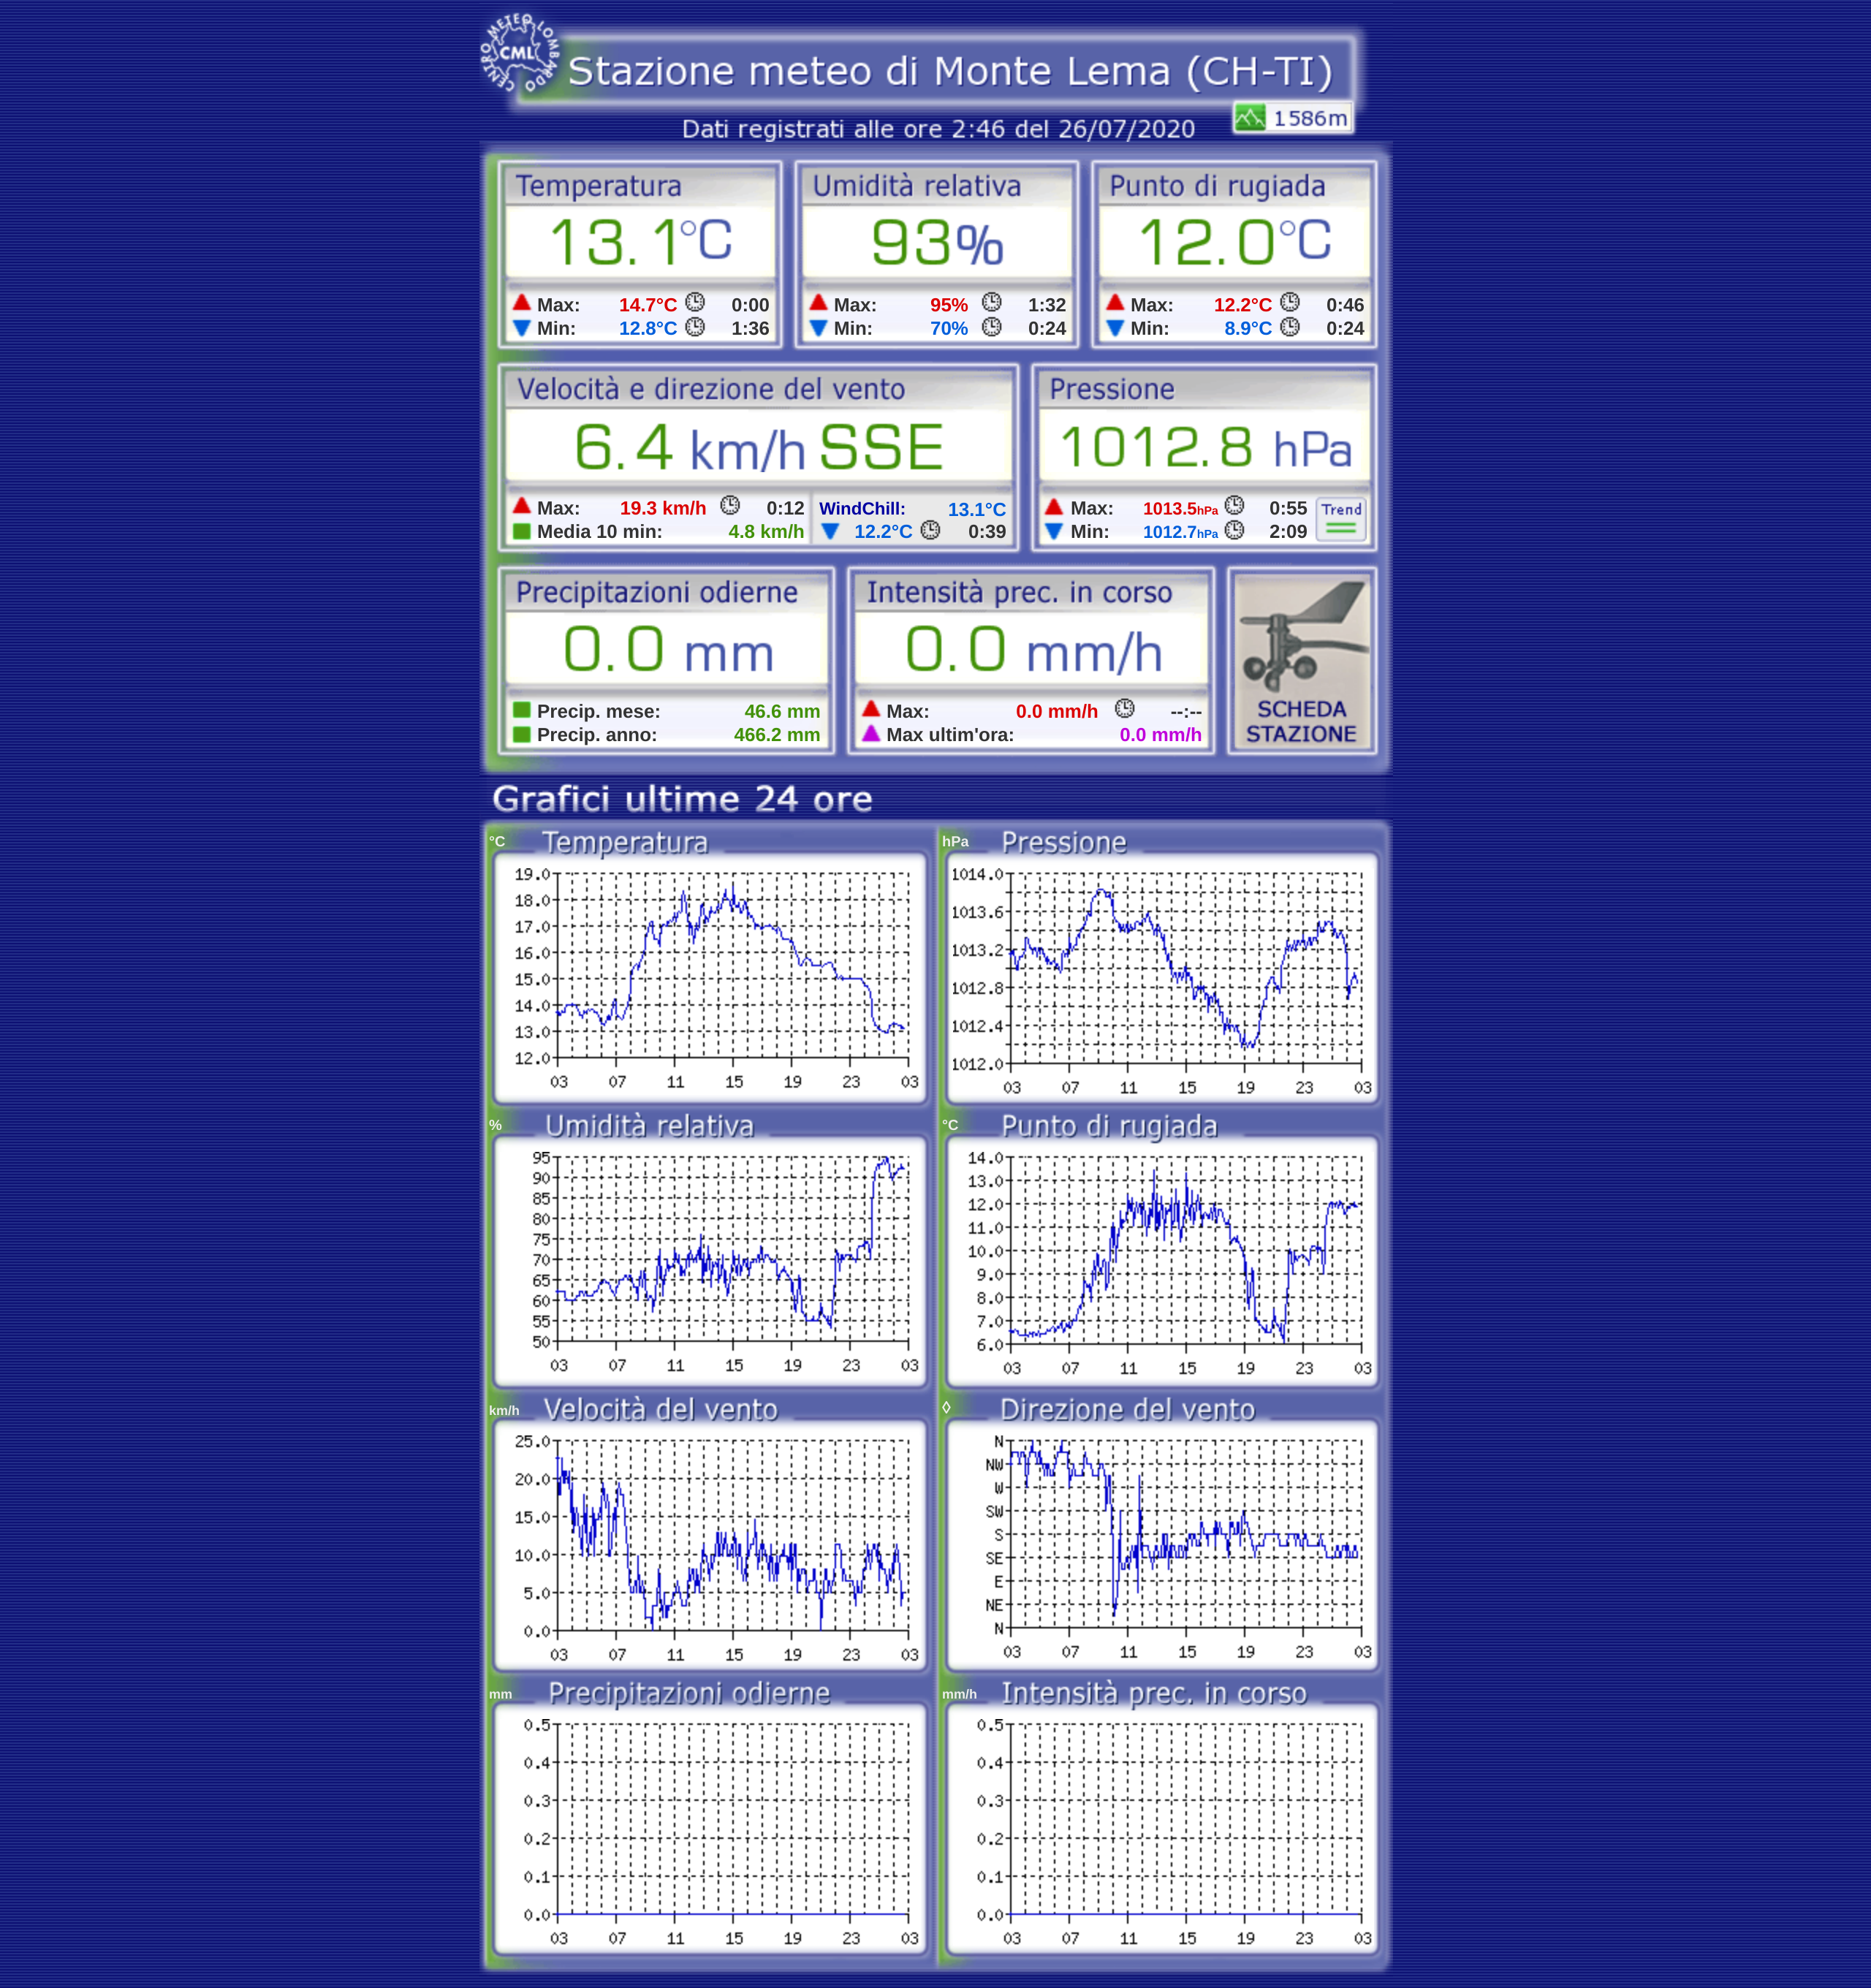 CENTRO METEO LOMBARDO
CML
Stazione meteo di Monte Lema (CH-TI)
1586m
Dati registrati alle ore 2:46 del 26/07/2020
Temperatura
13.1°C
Max: 14.7°C 0:00
Min: 12.8°C 1:36
Umidità relativa
93%
Max: 95% 1:32
Min: 70% 0:24
Punto di rugiada
12.0°C
Max: 12.2°C 0:46
Min: 8.9°C 0:24
Velocità e direzione del vento
6.4 km/h SSE
Max: 19.3 km/h 0:12
Media 10 min: 4.8 km/h
WindChill: 13.1°C
12.2°C 0:39
Pressione
1012.8 hPa
Max: 1013.5hPa 0:55
Min: 1012.7hPa 2:09
Trend
Precipitazioni odierne
0.0 mm
Precip. mese: 46.6 mm
Precip. anno: 466.2 mm
Intensità prec. in corso
0.0 mm/h
Max: 0.0 mm/h --:--
Max ultim'ora: 0.0 mm/h
SCHEDA
STAZIONE
Grafici ultime 24 ore
°C Temperatura
19.0
18.0
17.0
16.0
15.0
14.0
13.0
12.0
03 07 11 15 19 23 03
hPa Pressione
1014.0
1013.6
1013.2
1012.8
1012.4
1012.0
03 07 11 15 19 23 03
% Umidità relativa
95
90
85
80
75
70
65
60
55
50
03 07 11 15 19 23 03
°C Punto di rugiada
14.0
13.0
12.0
11.0
10.0
9.0
8.0
7.0
6.0
03 07 11 15 19 23 03
km/h Velocità del vento
25.0
20.0
15.0
10.0
5.0
0.0
03 07 11 15 19 23 03
◊ Direzione del vento
N
NW
W
SW
S
SE
E
NE
N
03 07 11 15 19 23 03
mm Precipitazioni odierne
0.5
0.4
0.3
0.2
0.1
0.0
03 07 11 15 19 23 03
mm/h Intensità prec. in corso
0.5
0.4
0.3
0.2
0.1
0.0
03 07 11 15 19 23 03